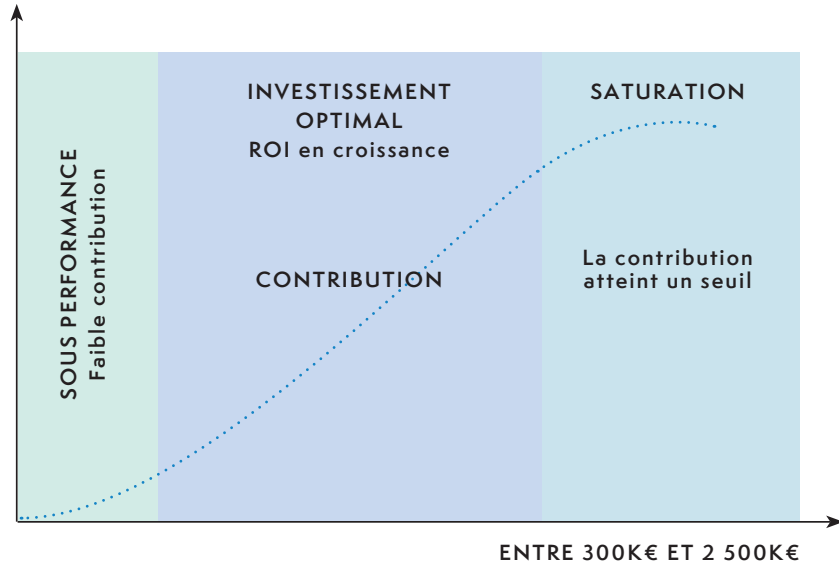 SOUS PERFORMANCE
Faible contribution
INVESTISSEMENT
OPTIMAL
ROI en croissance
CONTRIBUTION
SATURATION
La contribution
atteint un seuil
ENTRE 300K€ ET 2 500K€